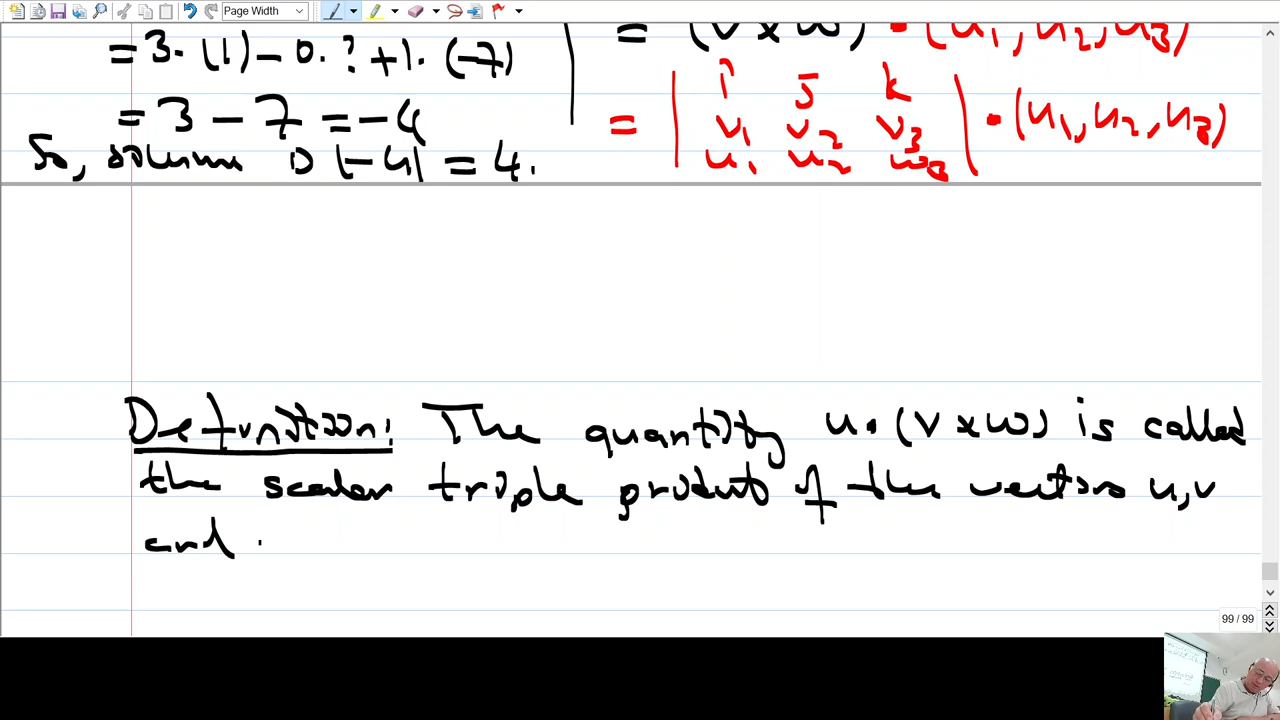 Page Width
= 3· (1) – 0· ? + 1· (–7)
= 3 – 7 = –4
So, volume is |–4| = 4.
= (v × w) • (u1, u2, u3)
= | i j k
v1 v2 v3 | • (u1, u2, u3)
w1 w2 w3
Definition: The quantity u•(v×w) is called
the scalar triple product of the vectors u,v
and
99 / 99